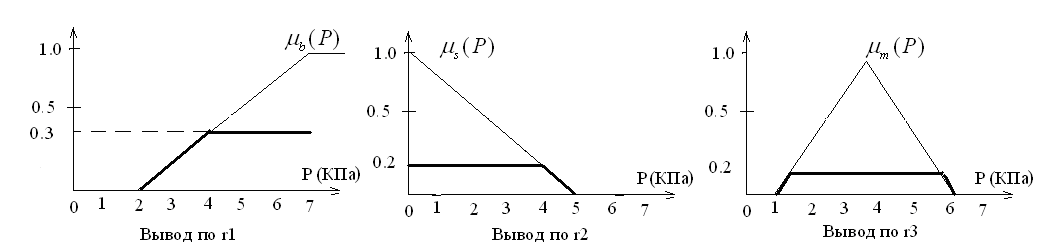 1.0
μb(P)
0.5
0.3
P (КПа)
0 1 2 3 4 5 6 7
Вывод по r1
1.0
μs(P)
0.5
0.2
P (КПа)
0 1 2 3 4 5 6 7
Вывод по r2
1.0
μm(P)
0.5
0.2
P (КПа)
0 1 2 3 4 5 6 7
Вывод по r3